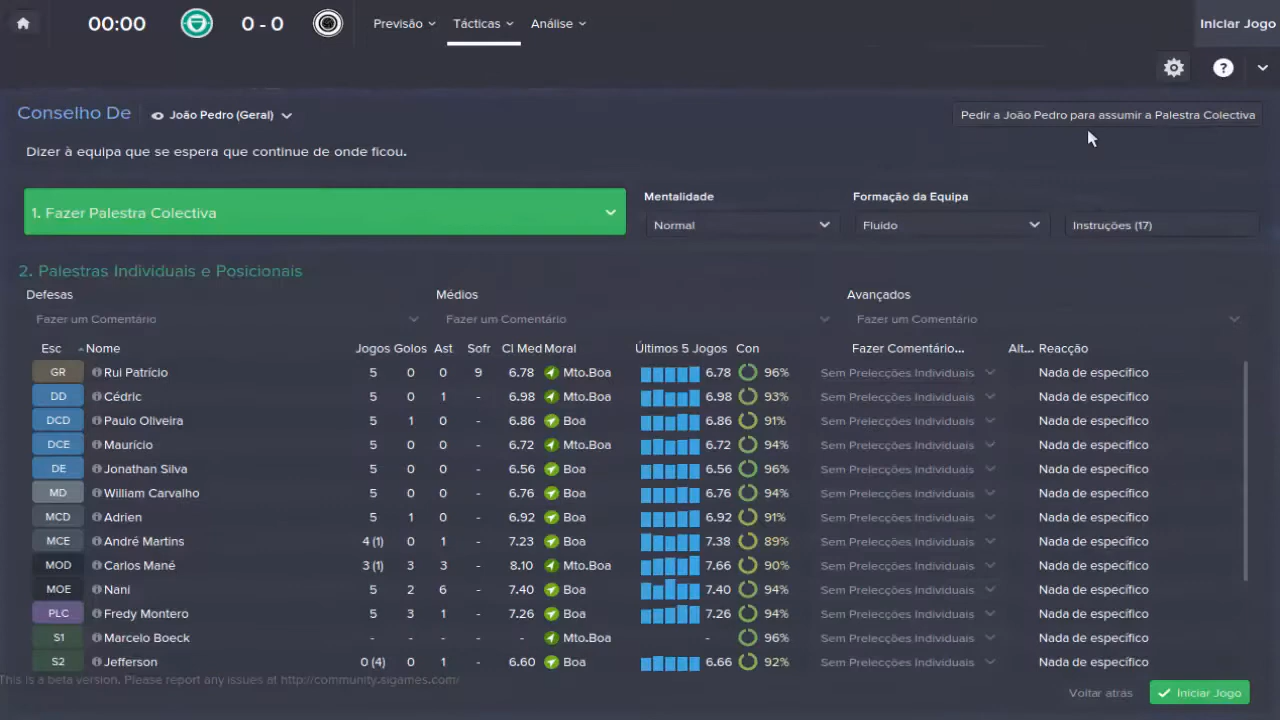 00:00 0 - 0 Previsão Tácticas Análise Iniciar Jogo
?
Conselho De João Pedro (Geral) Pedir a João Pedro para assumir a Palestra Colectiva
Dizer à equipa que se espera que continue de onde ficou.
Mentalidade Formação da Equipa
1. Fazer Palestra Colectiva Normal Fluido Instruções (17)
2. Palestras Individuais e Posicionais
Defesas Médios Avançados
Fazer um Comentário Fazer um Comentário Fazer um Comentário
Esc Nome Jogos Golos Ast Sofr Cl Med Moral Últimos 5 Jogos Con Fazer Comentário... Alt... Reacção
GR Rui Patrício 5 0 0 9 6.78 Mto.Boa 6.78 96% Sem Prelecções Individuais Nada de específico
DD Cédric 5 0 1 - 6.98 Mto.Boa 6.98 93% Sem Prelecções Individuais Nada de específico
DCD Paulo Oliveira 5 1 0 - 6.86 Boa 6.86 91% Sem Prelecções Individuais Nada de específico
DCE Maurício 5 0 0 - 6.72 Mto.Boa 6.72 94% Sem Prelecções Individuais Nada de específico
DE Jonathan Silva 5 0 0 - 6.56 Boa 6.56 96% Sem Prelecções Individuais Nada de específico
MD William Carvalho 5 0 0 - 6.76 Boa 6.76 94% Sem Prelecções Individuais Nada de específico
MCD Adrien 5 1 0 - 6.92 Boa 6.92 91% Sem Prelecções Individuais Nada de específico
MCE André Martins 4 (1) 0 1 - 7.23 Boa 7.38 89% Sem Prelecções Individuais Nada de específico
MOD Carlos Mané 3 (1) 3 3 - 8.10 Mto.Boa 7.66 90% Sem Prelecções Individuais Nada de específico
MOE Nani 5 2 6 - 7.40 Boa 7.40 94% Sem Prelecções Individuais Nada de específico
PLC Fredy Montero 5 3 1 - 7.26 Boa 7.26 94% Sem Prelecções Individuais Nada de específico
S1 Marcelo Boeck - - - - - Mto.Boa - 96% Sem Prelecções Individuais Nada de específico
S2 Jefferson 0 (4) 0 1 - 6.60 Boa 6.66 92% Sem Prelecções Individuais Nada de específico
This is a beta version. Please report any issues at http://community.sigames.com/
Voltar atrás Iniciar Jogo